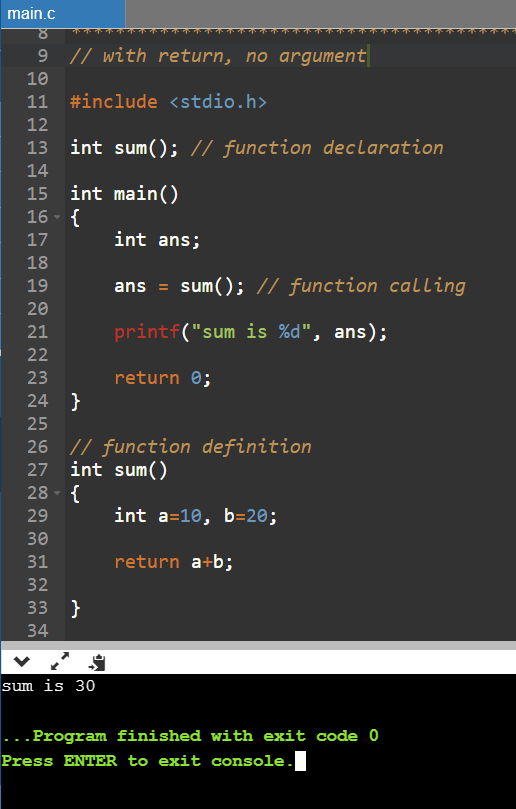 main.c
8 *****************************************
9 // with return, no argument
10
11 #include <stdio.h>
12
13 int sum(); // function declaration
14
15 int main()
16 {
17     int ans;
18
19     ans = sum(); // function calling
20
21     printf("sum is %d", ans);
22
23     return 0;
24 }
25
26 // function definition
27 int sum()
28 {
29     int a=10, b=20;
30
31     return a+b;
32
33 }
34
sum is 30
...Program finished with exit code 0
Press ENTER to exit console.